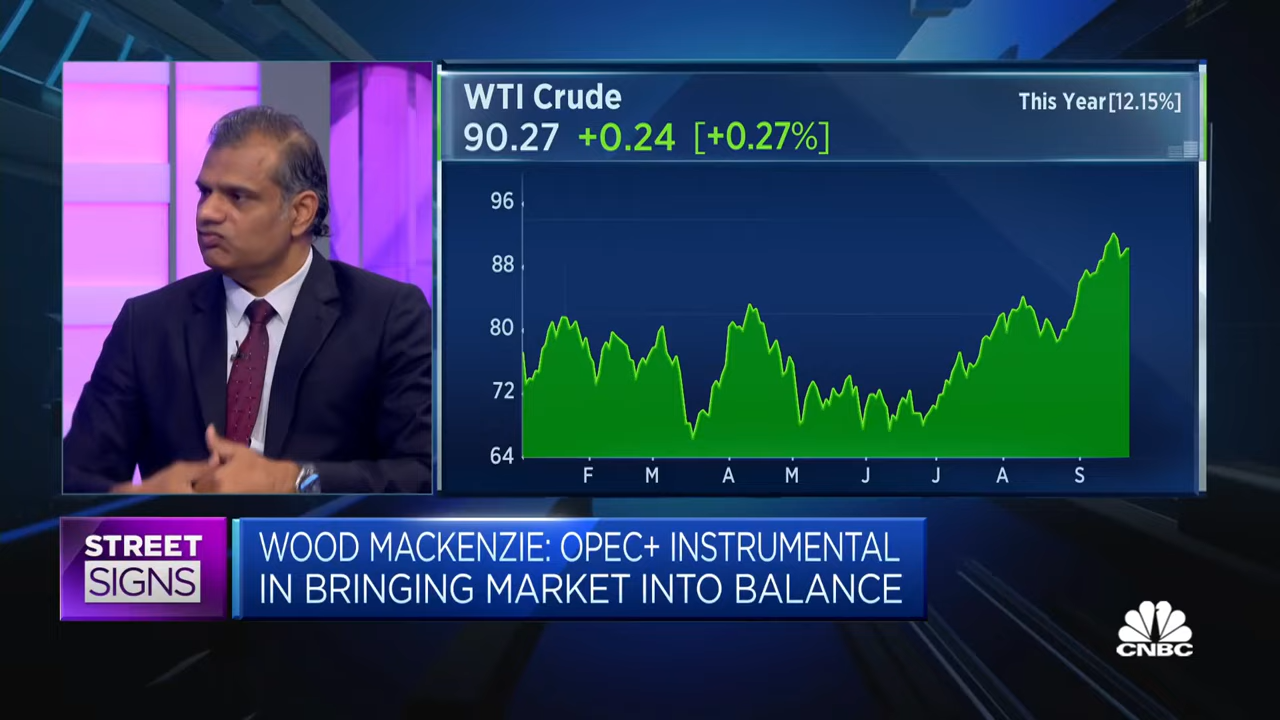 WTI Crude
This Year[12.15%]
90.27 +0.24 [+0.27%]
96
88
80
72
64
F M A M J J A S
STREET
SIGNS
WOOD MACKENZIE: OPEC+ INSTRUMENTAL
IN BRINGING MARKET INTO BALANCE
CNBC